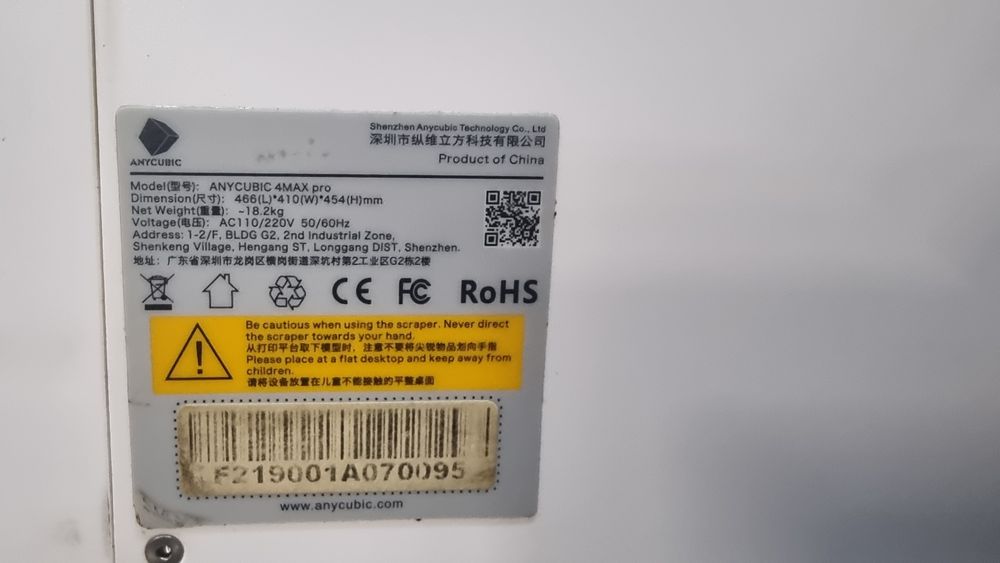 ANYCUBIC
Shenzhen Anycubic Technology Co., Ltd
深圳市纵维立方科技有限公司
Product of China
Model(型号): ANYCUBIC 4MAX pro
Dimension(尺寸): 466(L)*410(W)*454(H)mm
Net Weight(重量): ~18.2kg
Voltage(电压): AC110/220V 50/60Hz
Address: 1-2/F, BLDG G2, 2nd Industrial Zone,
Shenkeng Village, Hengang ST, Longgang DIST, Shenzhen.
地址: 广东省深圳市龙岗区横岗街道深坑村第2工业区G2栋2楼
CE FC RoHS
Be cautious when using the scraper. Never direct
the scraper towards your hand.
从打印平台取下模型时，注意不要将尖锐物品划向手指
Please place at a flat desktop and keep away from
children.
请将设备放置在儿童不能接触的平整桌面
F219001A070095
www.anycubic.com